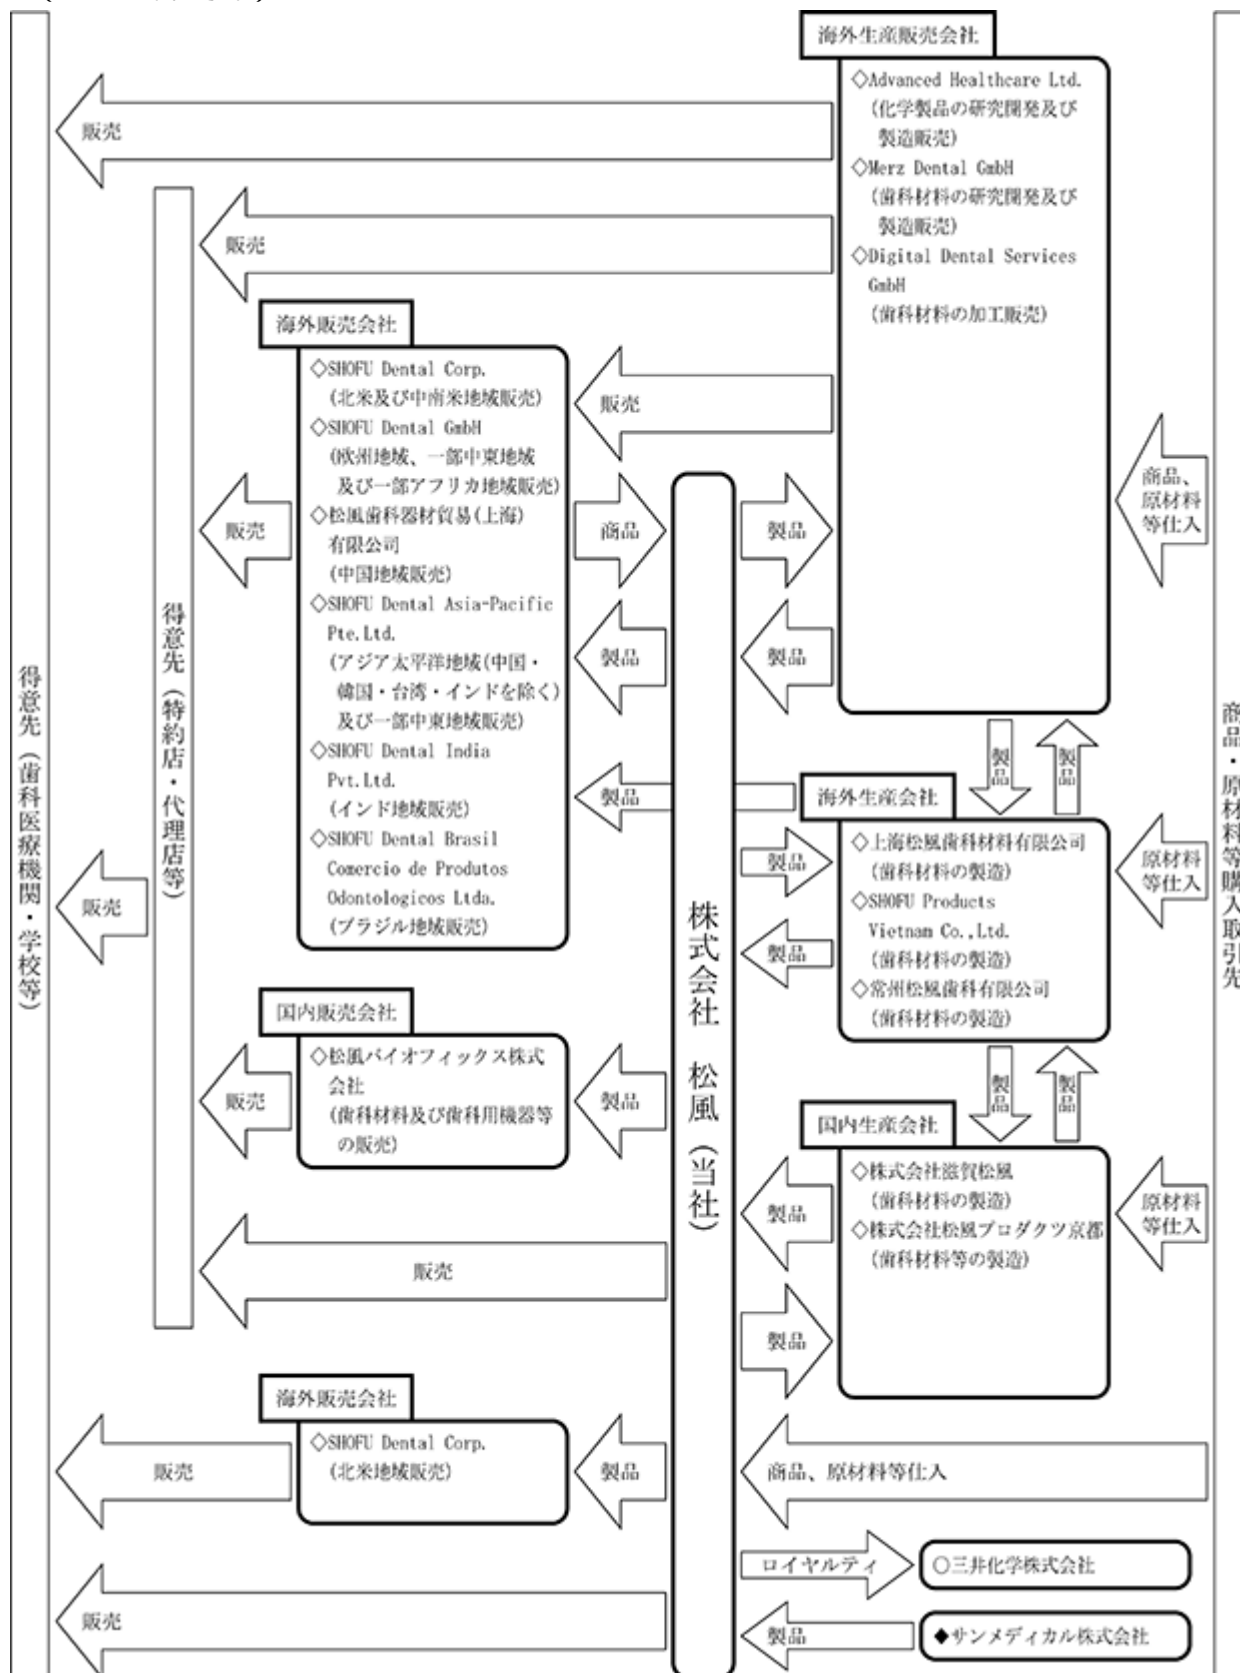 海外生産販売会社
◇Advanced Healthcare Ltd.
(化学製品の研究開発及び
製造販売)
◇Merz Dental GmbH
(歯科材料の研究開発及び
製造販売)
◇Digital Dental Services
GmbH
(歯科材料の加工販売)
販売
販売
販売
海外販売会社
◇SHOFU Dental Corp.
(北米及び中南米地域販売)
◇SHOFU Dental GmbH
(欧州地域、一部中東地域
及び一部アフリカ地域販売)
◇松風歯科器材貿易(上海)
有限公司
(中国地域販売)
◇SHOFU Dental Asia-Pacific
Pte.Ltd.
(アジア太平洋地域(中国・
韓国・台湾・インドを除く)
及び一部中東地域販売)
◇SHOFU Dental India
Pvt.Ltd.
(インド地域販売)
◇SHOFU Dental Brasil
Comercio de Produtos
Odontologicos Ltda.
(ブラジル地域販売)
販売
商品
製品
商品、
原材料
等仕入
製品
製品
製品
製品
製品
海外生産会社
◇上海松風歯科材料有限公司
(歯科材料の製造)
◇SHOFU Products
Vietnam Co.,Ltd.
(歯科材料の製造)
◇常州松風歯科有限公司
(歯科材料の製造)
製品
製品
原材料
等仕入
得意先(歯科医療機関・学校等)
得意先(特約店・代理店等)
販売
株式会社 松風(当社)
商品・原材料等購入取引先
国内販売会社
◇松風バイオフィックス株式
会社
(歯科材料及び歯科用機器等
の販売)
販売
製品
製品
製品
国内生産会社
◇株式会社滋賀松風
(歯科材料の製造)
◇株式会社松風プロダクツ京都
(歯科材料等の製造)
製品
原材料
等仕入
販売
製品
海外販売会社
◇SHOFU Dental Corp.
(北米地域販売)
販売
製品
商品、原材料等仕入
ロイヤルティ
○三井化学株式会社
販売
製品
◆サンメディカル株式会社